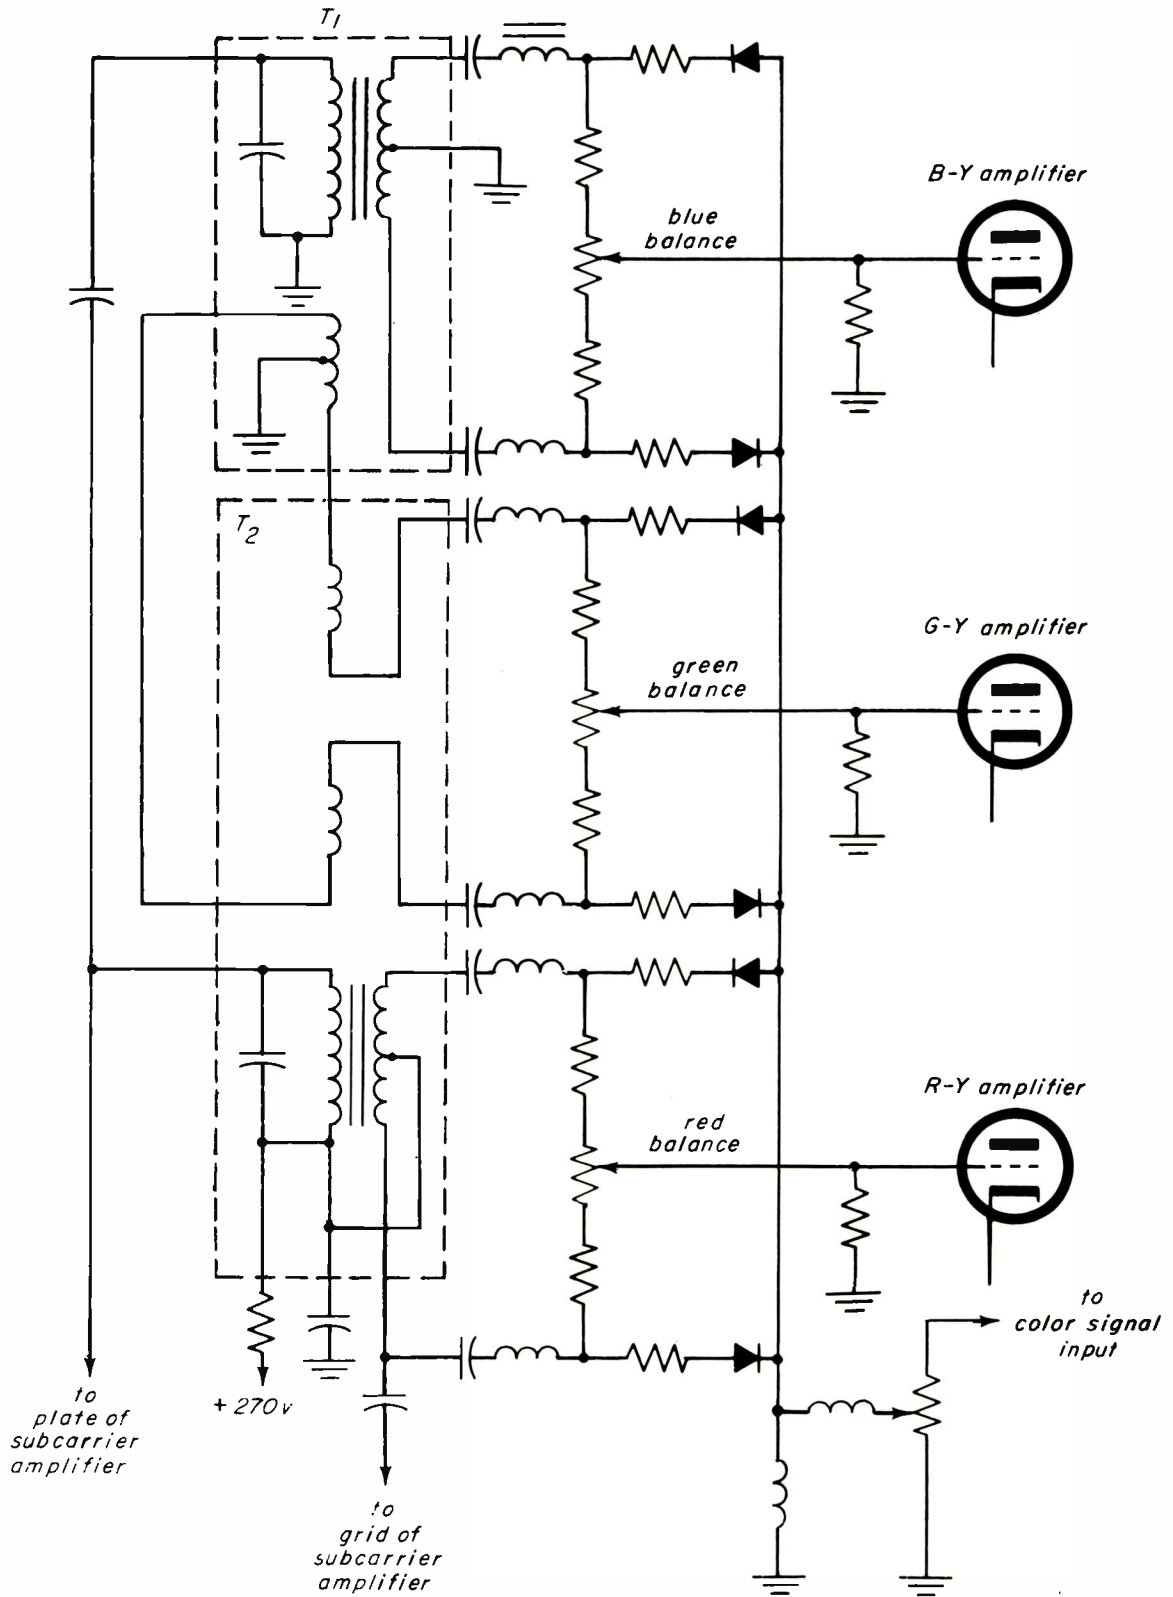 T1
B-Y amplifier
blue
balance
T2
G-Y amplifier
green
balance
R-Y amplifier
red
balance
to
color signal
input
+270v
to
plate of
subcarrier
amplifier
to
grid of
subcarrier
amplifier